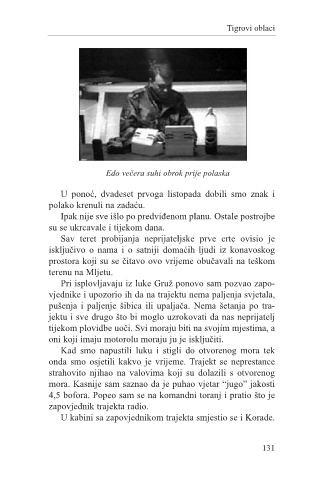 Tigrovi oblaci
Edo večera suhi obrok prije polaska
U ponoć, dvadeset prvoga listopada dobili smo znak i
polako krenuli na zadaću.
Ipak nije sve išlo po predviđenom planu. Ostale postrojbe
su se ukrcavale i tijekom dana.
Sav teret probijanja neprijateljske prve crte ovisio je
isključivo o nama i o satniji domaćih ljudi iz konavoskog
prostora koji su se čitavo ovo vrijeme obučavali na teškom
terenu na Mljetu.
Pri isplovljavaju iz luke Gruž ponovo sam pozvao zapo-
vjednike i upozorio ih da na trajektu nema paljenja svjetala,
pušenja i paljenje šibica ili upaljača. Nema šetanja po tra-
jektu i sve drugo što bi moglo uzrokovati da nas neprijatelj
tijekom plovidbe uoči. Svi moraju biti na svojim mjestima, a
oni koji imaju motorolu moraju ju je isključiti.
Kad smo napustili luku i stigli do otvorenog mora tek
onda smo osjetili kakvo je vrijeme. Trajekt se neprestance
strahovito njihao na valovima koji su dolazili s otvorenog
mora. Kasnije sam saznao da je puhao vjetar “jugo” jakosti
4,5 bofora. Popeo sam se na komandni toranj i pratio što je
zapovjednik trajekta radio.
U kabini sa zapovjednikom trajekta smjestio se i Korade.
131